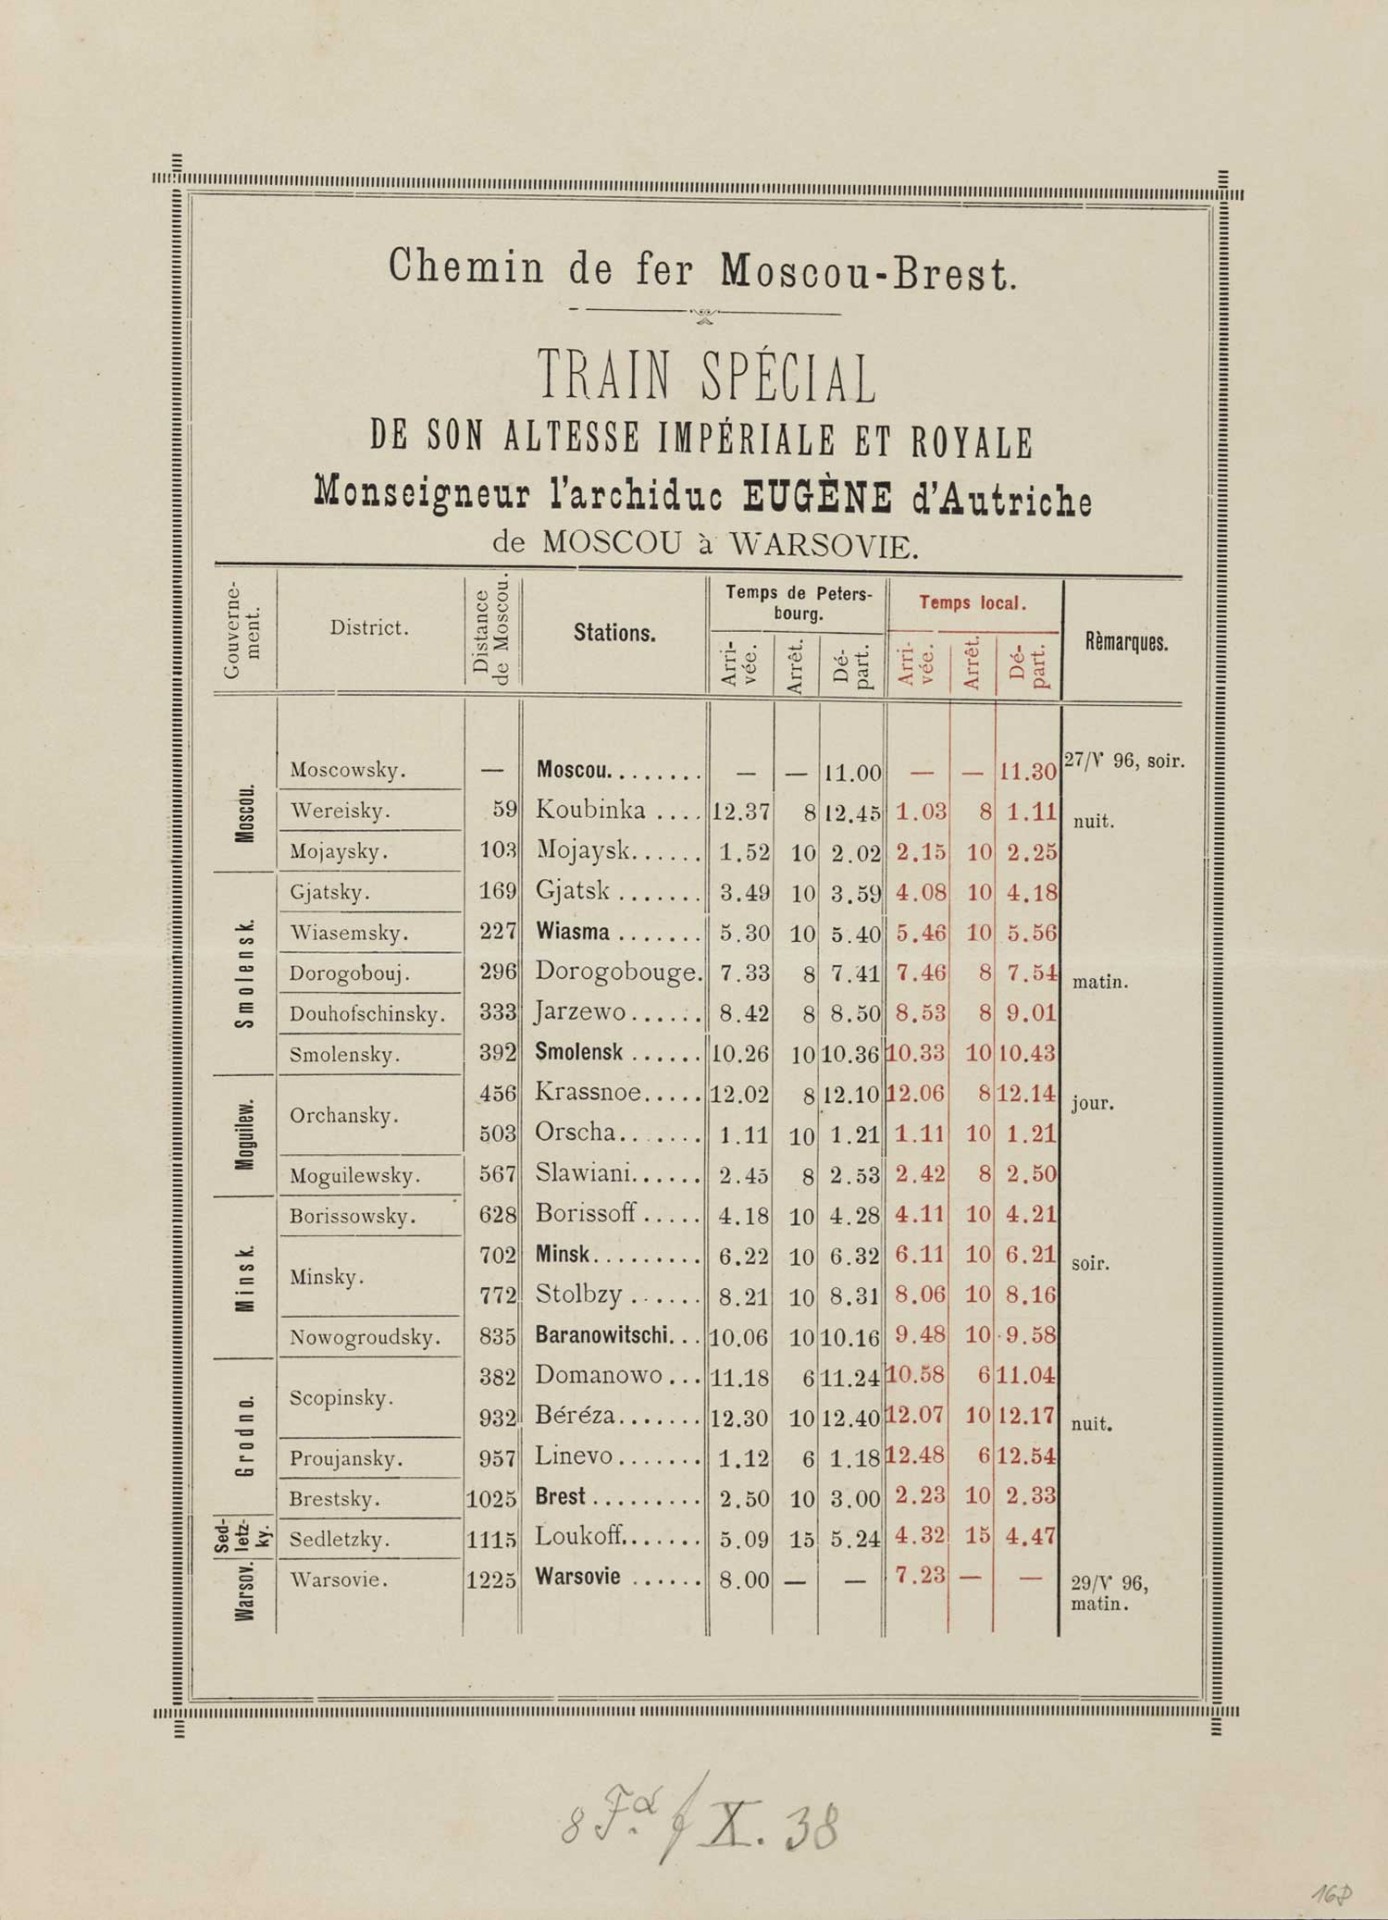 Chemin de fer Moscou-Brest.
TRAIN SPÉCIAL
DE SON ALTESSE IMPÉRIALE ET ROYALE
Monseigneur l'archiduc EUGÈNE d'Autriche
de MOSCOU à WARSOVIE.
Gouverne-ment. District. Distance de Moscou. Stations. Temps de Peters-bourg. Temps local. Rèmarques.
Arri-vée. Arrêt. Dé-part. Arri-vée. Arrêt. Dé-part.
Moscou.
Moscowsky. — Moscou........ — — 11.00 — — 11.30 27/V 96, soir.
Wereisky. 59 Koubinka .... 12.37 8 12.45 1.03 8 1.11 nuit.
Mojaysky. 103 Mojaysk...... 1.52 10 2.02 2.15 10 2.25
Smolensk.
Gjatsky. 169 Gjatsk ....... 3.49 10 3.59 4.08 10 4.18
Wiasemsky. 227 Wiasma ....... 5.30 10 5.40 5.46 10 5.56
Dorogobouj. 296 Dorogobouge. 7.33 8 7.41 7.46 8 7.54 matin.
Douhofschinsky. 333 Jarzewo...... 8.42 8 8.50 8.53 8 9.01
Smolensky. 392 Smolensk ...... 10.26 10 10.36 10.33 10 10.43
Moguilew.
Orchansky. 456 Krassnoe..... 12.02 8 12.10 12.06 8 12.14 jour.
503 Orscha....... 1.11 10 1.21 1.11 10 1.21
Moguilewsky. 567 Slawiani...... 2.45 8 2.53 2.42 8 2.50
Minsk.
Borissowsky. 628 Borissoff ..... 4.18 10 4.28 4.11 10 4.21
Minsky. 702 Minsk......... 6.22 10 6.32 6.11 10 6.21 soir.
772 Stolbzy ...... 8.21 10 8.31 8.06 10 8.16
Nowogroudsky. 835 Baranowitschi... 10.06 10 10.16 9.48 10 9.58
Grodno.
Scopinsky. 382 Domanowo ... 11.18 6 11.24 10.58 6 11.04
932 Béréza....... 12.30 10 12.40 12.07 10 12.17 nuit.
Proujansky. 957 Linevo....... 1.12 6 1.18 12.48 6 12.54
Brestsky. 1025 Brest ......... 2.50 10 3.00 2.23 10 2.33
Sed-letz-ky.
Sedletzky. 1115 Loukoff....... 5.09 15 5.24 4.32 15 4.47
Warsov.
Warsovie. 1225 Warsovie ...... 8.00 — — 7.23 — — 29/V 96,
matin.
X. 38